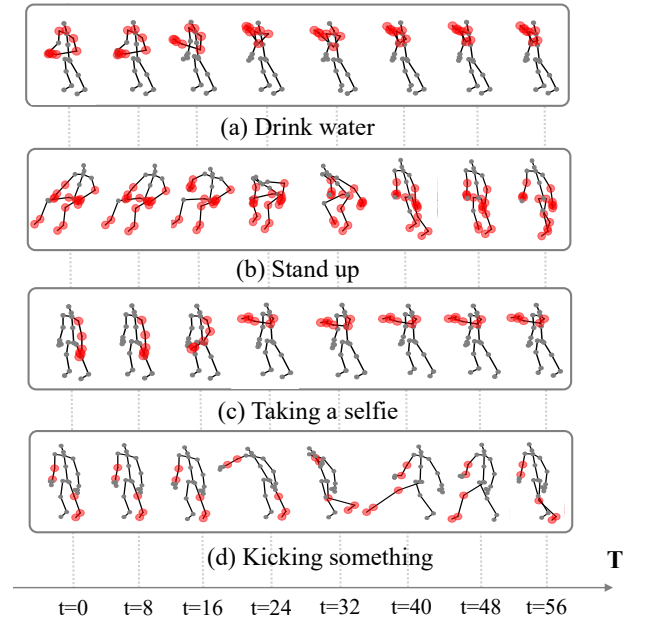 (a) Drink water
(b) Stand up
(c) Taking a selfie
(d) Kicking something
T
t=0 t=8 t=16 t=24 t=32 t=40 t=48 t=56